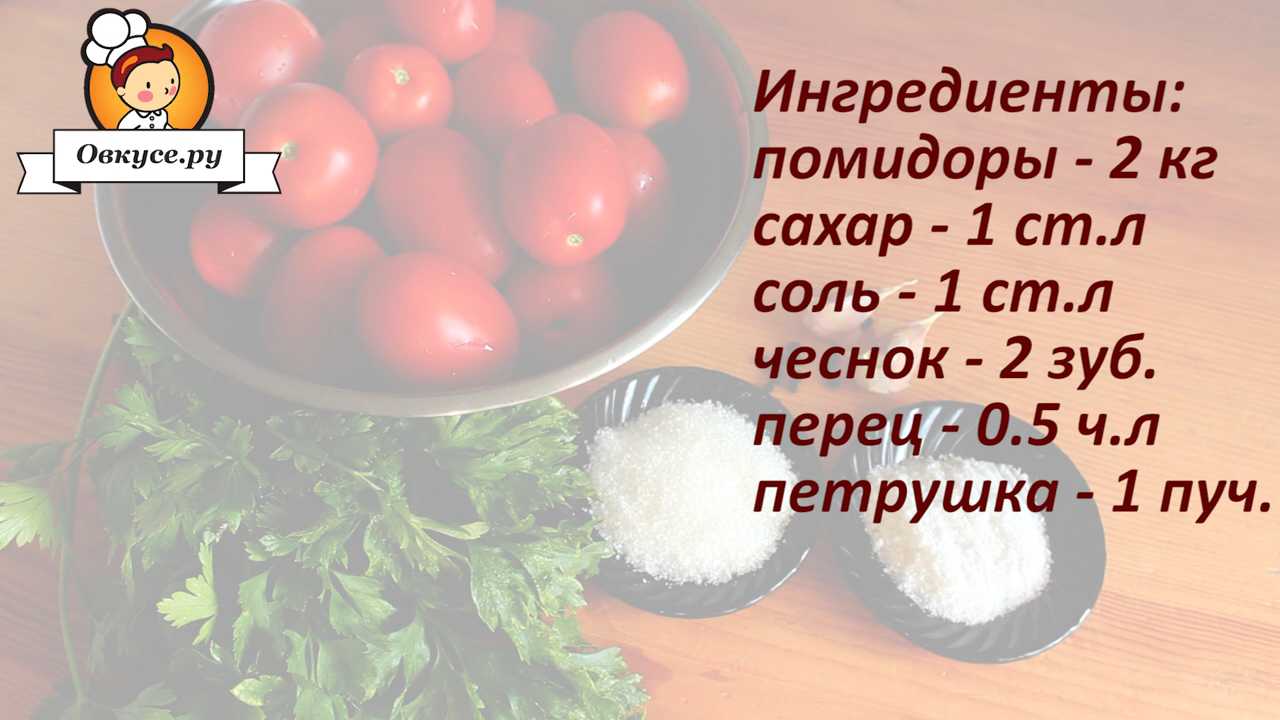 Овкусе.ру
Ингредиенты:
помидоры - 2 кг
сахар - 1 ст.л
соль - 1 ст.л
чеснок - 2 зуб.
перец - 0.5 ч.л
петрушка - 1 пуч.